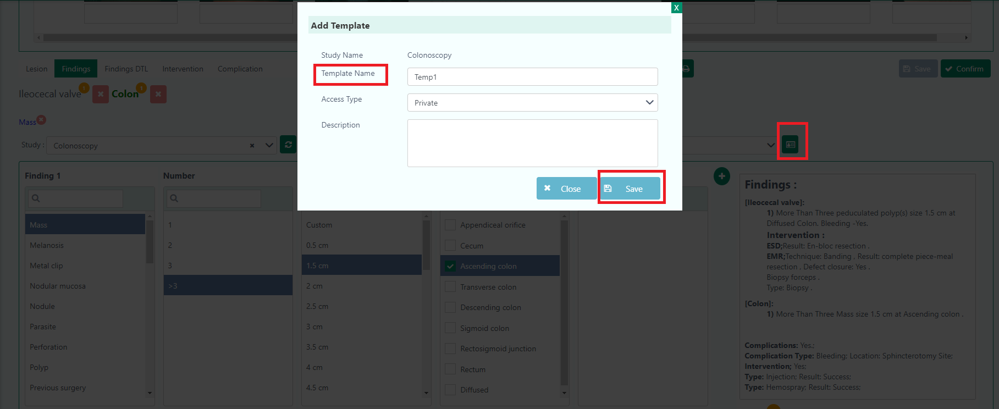 X
Add Template
Study Name Colonoscopy
Template Name Temp1
Access Type Private
Description
Close Save
Lesion Findings Findings DTL Intervention Complication Save Confirm
Ileocecal valve 1 Colon 1
Mass
Study : Colonoscopy
Finding 1
Mass
Melanosis
Metal clip
Nodular mucosa
Nodule
Parasite
Perforation
Polyp
Previous surgery
Number
1
2
3
>3
Custom
0.5 cm
1.5 cm
2 cm
2.5 cm
3 cm
3.5 cm
4 cm
4.5 cm
Appendiceal orifice
Cecum
Ascending colon
Transverse colon
Descending colon
Sigmoid colon
Rectosigmoid junction
Rectum
Diffused
Findings :
[Ileocecal valve]:
1) More Than Three peduculated polyp(s) size 1.5 cm at
Diffused Colon. Bleeding -Yes.
Intervention :
ESD;Result: En-bloc resection .
EMR;Technique: Banding . Result: complete piece-meal
resection . Defect closure: Yes .
Biopsy forceps .
Type: Biopsy .
[Colon]:
1) More Than Three Mass size 1.5 cm at Ascending colon .
Complications: Yes.;
Complication Type: Bleeding; Location: Sphincterotomy Site;
Intervention; Yes;
Type: Injection; Result: Success;
Type: Hemospray; Result: Success;